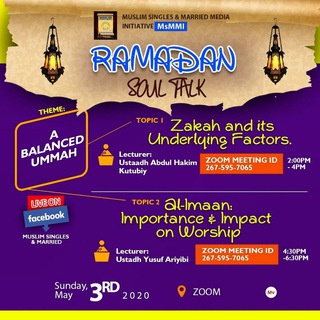 MUSLIM SINGLES & MARRIED MEDIA
INITIATIVE MsMMI
RAMADAN
SOUL TALK
THEME:
A
BALANCED
UMMAH
TOPIC 1
Zakah and its
Underlying Factors.
Lecturer:
Ustaadh Abdul Hakim
Kutubiy
ZOOM MEETING ID
267-595-7065
2:00PM
- 4PM
LIVE ON
facebook
MUSLIM SINGLES
& MARRIED
TOPIC 2
Al-Imaan:
Importance & Impact
on Worship
Lecturer:
Ustadh Yusuf Ariyibi
ZOOM MEETING ID
267-595-7065
4:30PM
-6:30PM
Sunday,
May
3RD
2020
ZOOM